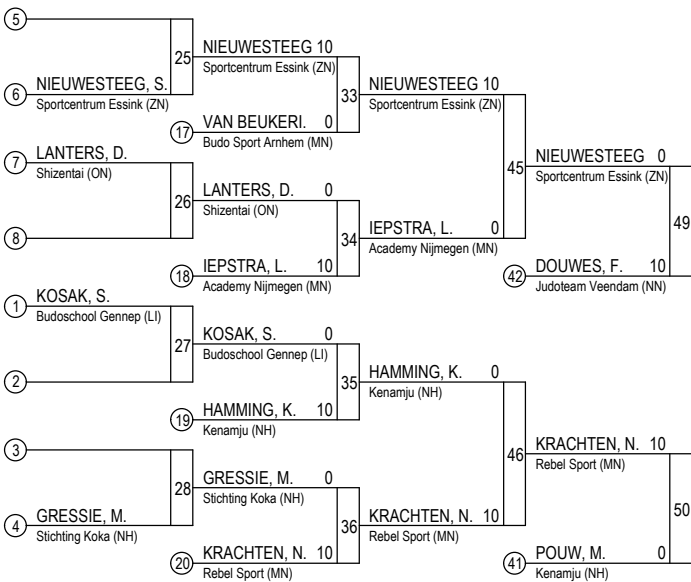 5
25
NIEUWESTEEG 10
Sportcentrum Essink (ZN)
6
NIEUWESTEEG, S.
Sportcentrum Essink (ZN)
33
NIEUWESTEEG 10
Sportcentrum Essink (ZN)
17
VAN BEUKERI. 0
Budo Sport Arnhem (MN)
7
LANTERS, D.
Shizentai (ON)
45
NIEUWESTEEG 0
Sportcentrum Essink (ZN)
26
LANTERS, D. 0
Shizentai (ON)
8
34
IEPSTRA, L. 0
Academy Nijmegen (MN)
49
18
IEPSTRA, L. 10
Academy Nijmegen (MN)
42
DOUWES, F. 10
Judoteam Veendam (NN)
1
KOSAK, S.
Budoschool Gennep (LI)
27
KOSAK, S. 0
Budoschool Gennep (LI)
2
35
HAMMING, K. 0
Kenamju (NH)
19
HAMMING, K. 10
Kenamju (NH)
3
46
KRACHTEN, N. 10
Rebel Sport (MN)
28
GRESSIE, M. 0
Stichting Koka (NH)
4
GRESSIE, M.
Stichting Koka (NH)
36
KRACHTEN, N. 10
Rebel Sport (MN)
50
20
KRACHTEN, N. 10
Rebel Sport (MN)
41
POUW, M. 0
Kenamju (NH)